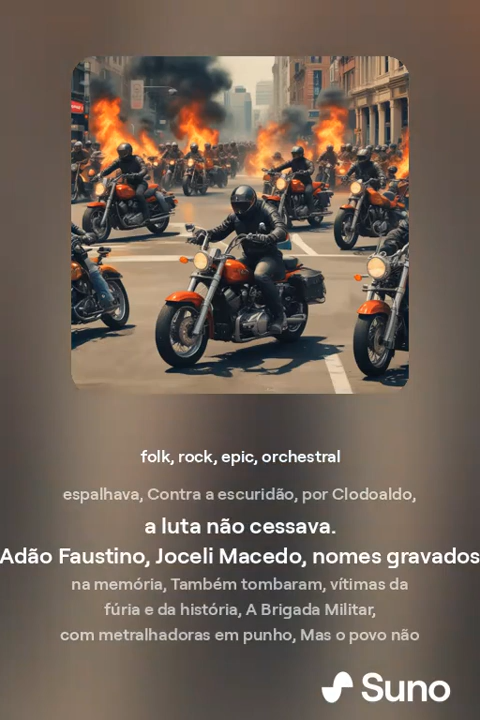 folk, rock, epic, orchestral
espalhava, Contra a escuridão, por Clodoaldo,
a luta não cessava.
Adão Faustino, Joceli Macedo, nomes gravados
na memória, Também tombaram, vítimas da
fúria e da história, A Brigada Militar,
com metralhadoras em punho, Mas o povo não
Suno